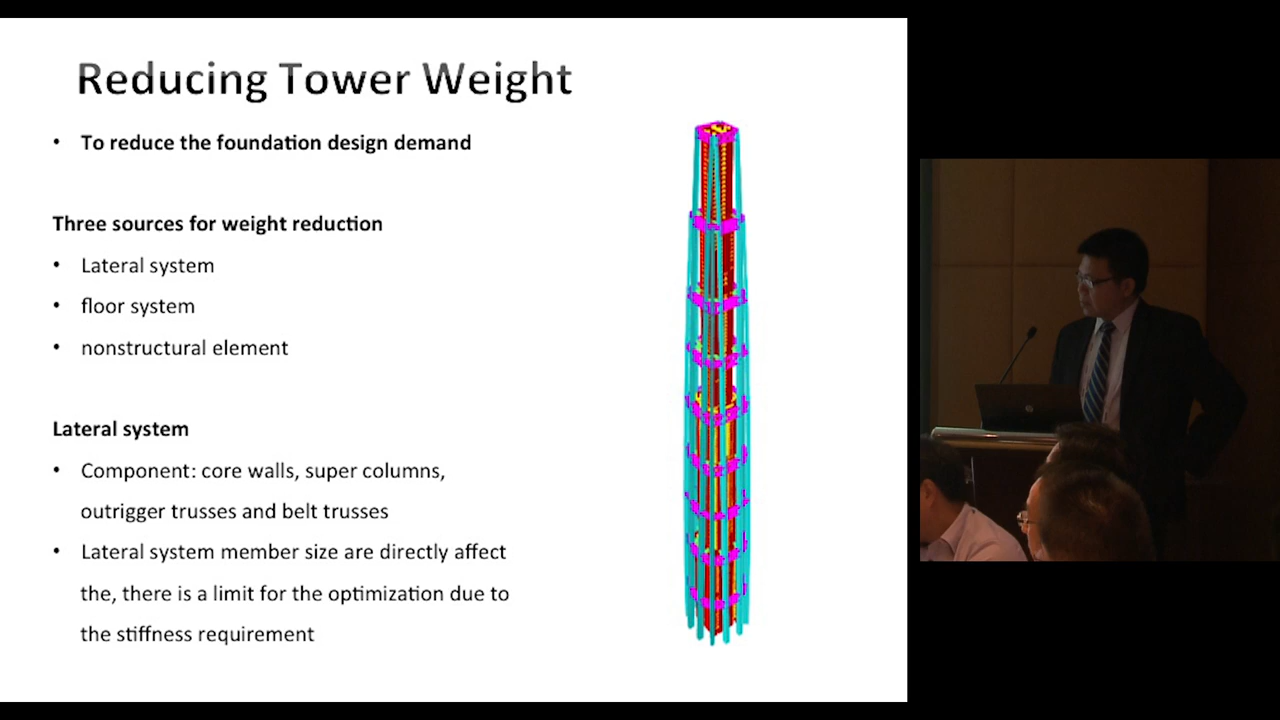 Reducing Tower Weight
• To reduce the foundation design demand
Three sources for weight reduction
• Lateral system
• floor system
• nonstructural element
Lateral system
• Component: core walls, super columns,
outrigger trusses and belt trusses
• Lateral system member size are directly affect
the, there is a limit for the optimization due to
the stiffness requirement